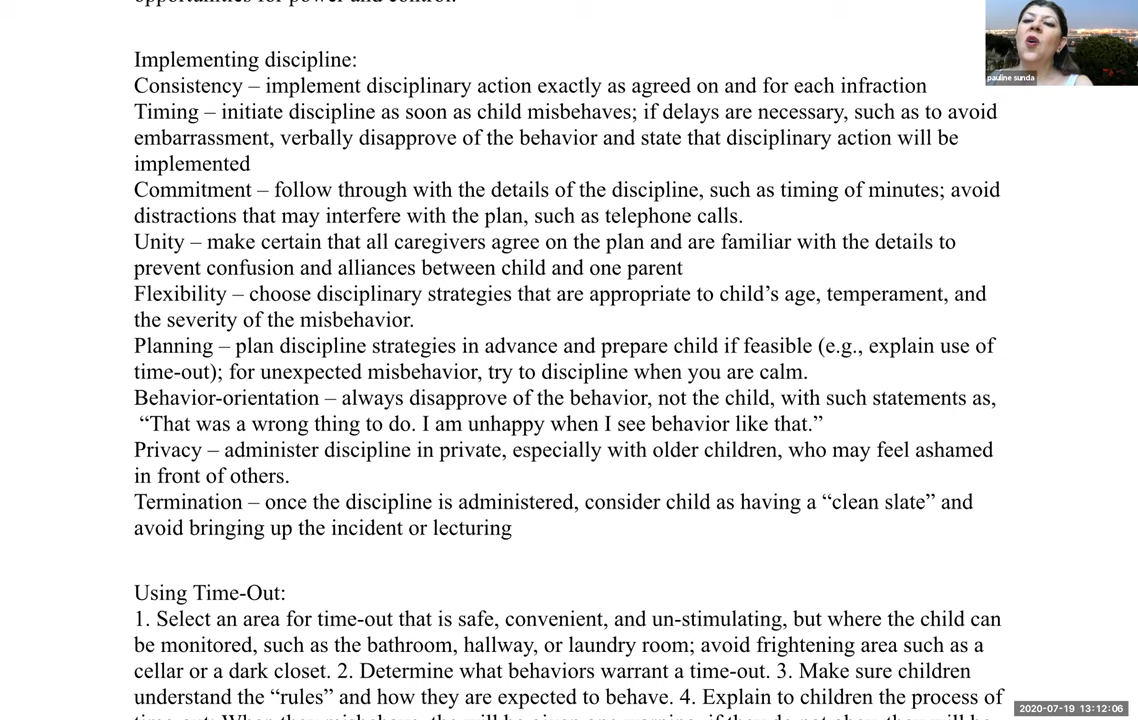 opportunities for power and control.
Implementing discipline:
Consistency – implement disciplinary action exactly as agreed on and for each infraction
Timing – initiate discipline as soon as child misbehaves; if delays are necessary, such as to avoid
embarrassment, verbally disapprove of the behavior and state that disciplinary action will be
implemented
Commitment – follow through with the details of the discipline, such as timing of minutes; avoid
distractions that may interfere with the plan, such as telephone calls.
Unity – make certain that all caregivers agree on the plan and are familiar with the details to
prevent confusion and alliances between child and one parent
Flexibility – choose disciplinary strategies that are appropriate to child’s age, temperament, and
the severity of the misbehavior.
Planning – plan discipline strategies in advance and prepare child if feasible (e.g., explain use of
time-out); for unexpected misbehavior, try to discipline when you are calm.
Behavior-orientation – always disapprove of the behavior, not the child, with such statements as,
“That was a wrong thing to do. I am unhappy when I see behavior like that.”
Privacy – administer discipline in private, especially with older children, who may feel ashamed
in front of others.
Termination – once the discipline is administered, consider child as having a “clean slate” and
avoid bringing up the incident or lecturing
Using Time-Out:
1. Select an area for time-out that is safe, convenient, and un-stimulating, but where the child can
be monitored, such as the bathroom, hallway, or laundry room; avoid frightening area such as a
cellar or a dark closet. 2. Determine what behaviors warrant a time-out. 3. Make sure children
understand the “rules” and how they are expected to behave. 4. Explain to children the process of
pauline sunda
2020-07-19 13:12:06